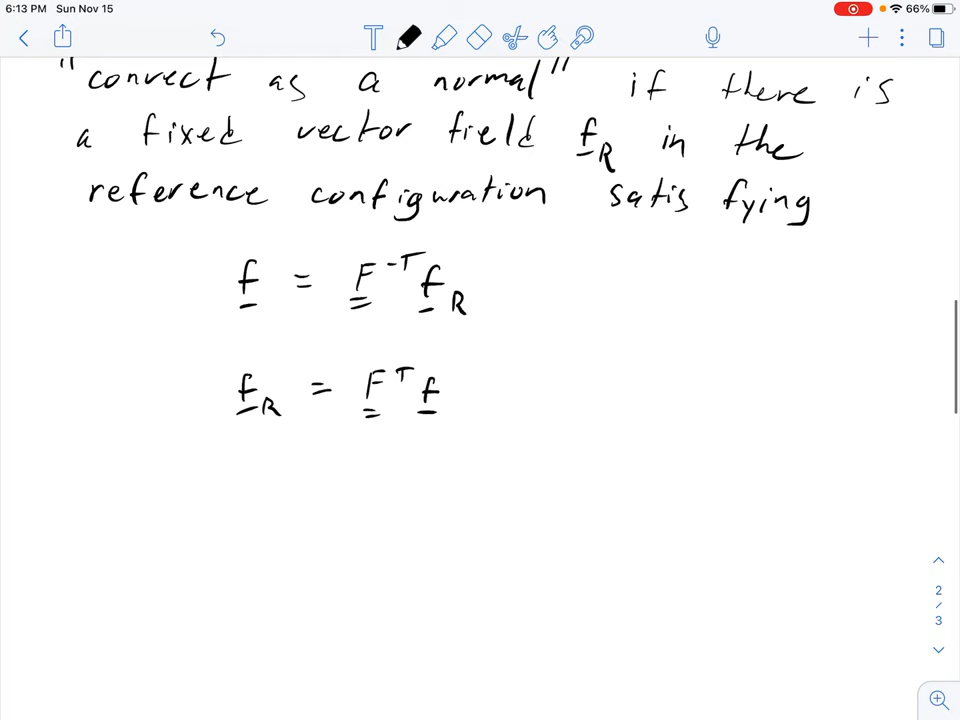 6:13 PM Sun Nov 15 66%
T
"convect as a normal" if there is
a fixed vector field f_R in the
reference configuration satisfying
f = F^-T f_R
f_R = F^T f
2
/
3